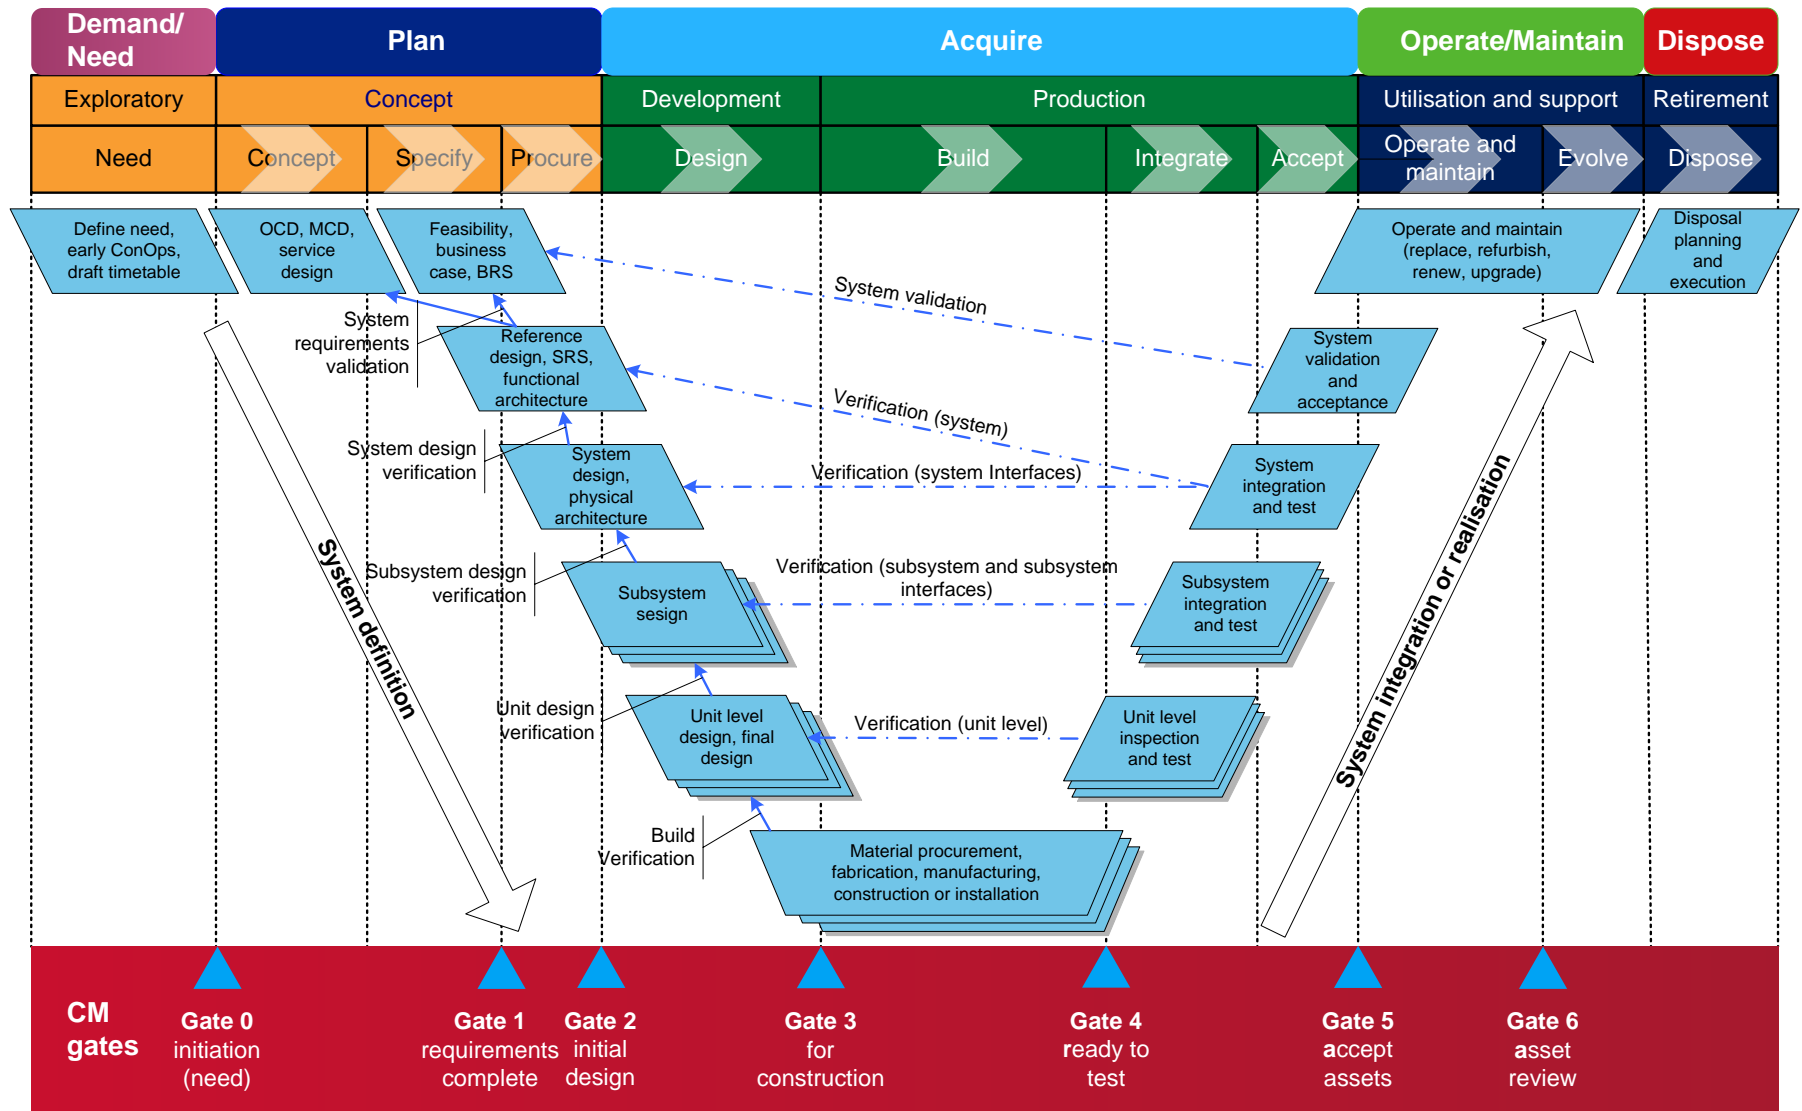 Demand/
Need
Plan
Acquire
Operate/Maintain
Dispose
Exploratory
Concept
Development
Production
Utilisation and support
Retirement
Need
Concept
Specify
Procure
Design
Build
Integrate
Accept
Operate and
maintain
Evolve
Dispose
Define need,
early ConOps,
draft timetable
OCD, MCD,
service
design
Feasibility,
business
case, BRS
Operate and maintain
(replace, refurbish,
renew, upgrade)
Disposal
planning
and
execution
System validation
System
requirements
validation
Reference
design, SRS,
functional
architecture
System
validation
and
acceptance
Verification (system)
System design
verification
System
design,
physical
architecture
Verification (system Interfaces)
System
integration
and test
System definition
Subsystem design
verification
Subsystem
sesign
Verification (subsystem and subsystem
interfaces)
Subsystem
integration
and test
System integration or realisation
Unit design
verification
Unit level
design, final
design
Verification (unit level)
Unit level
inspection
and test
Build
Verification
Material procurement,
fabrication, manufacturing,
construction or installation
CM
gates
Gate 0
initiation
(need)
Gate 1
requirements
complete
Gate 2
initial
design
Gate 3
for
construction
Gate 4
ready to
test
Gate 5
accept
assets
Gate 6
asset
review